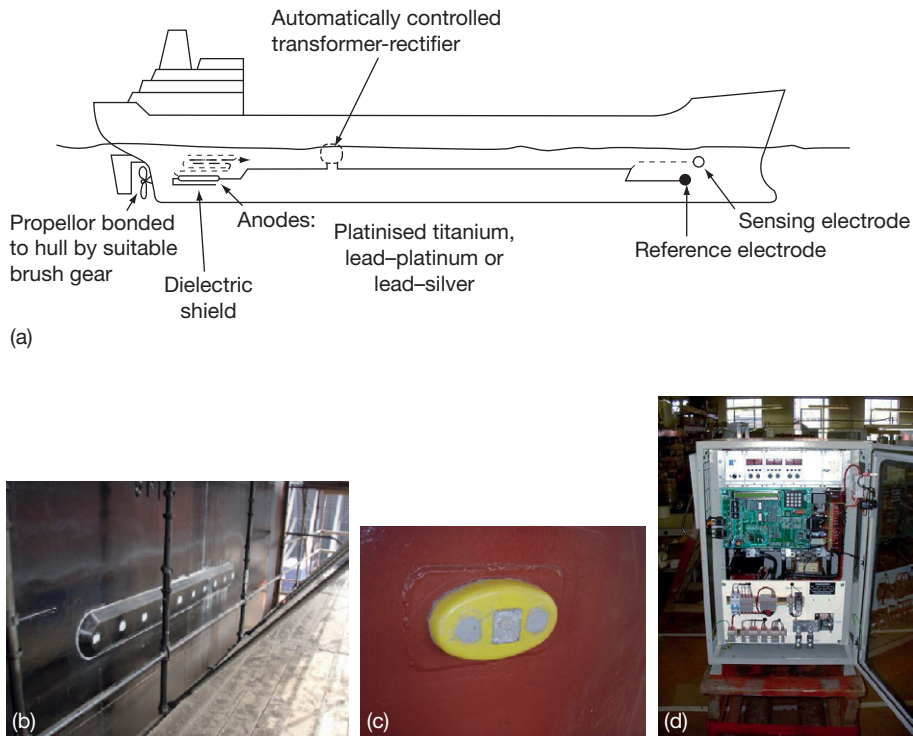 Automatically controlled
transformer-rectifier
Propellor bonded
to hull by suitable
brush gear
Dielectric
shield
Anodes:
Platinised titanium,
lead–platinum or
lead–silver
Sensing electrode
Reference electrode
(a)
(b)
(c)
(d)